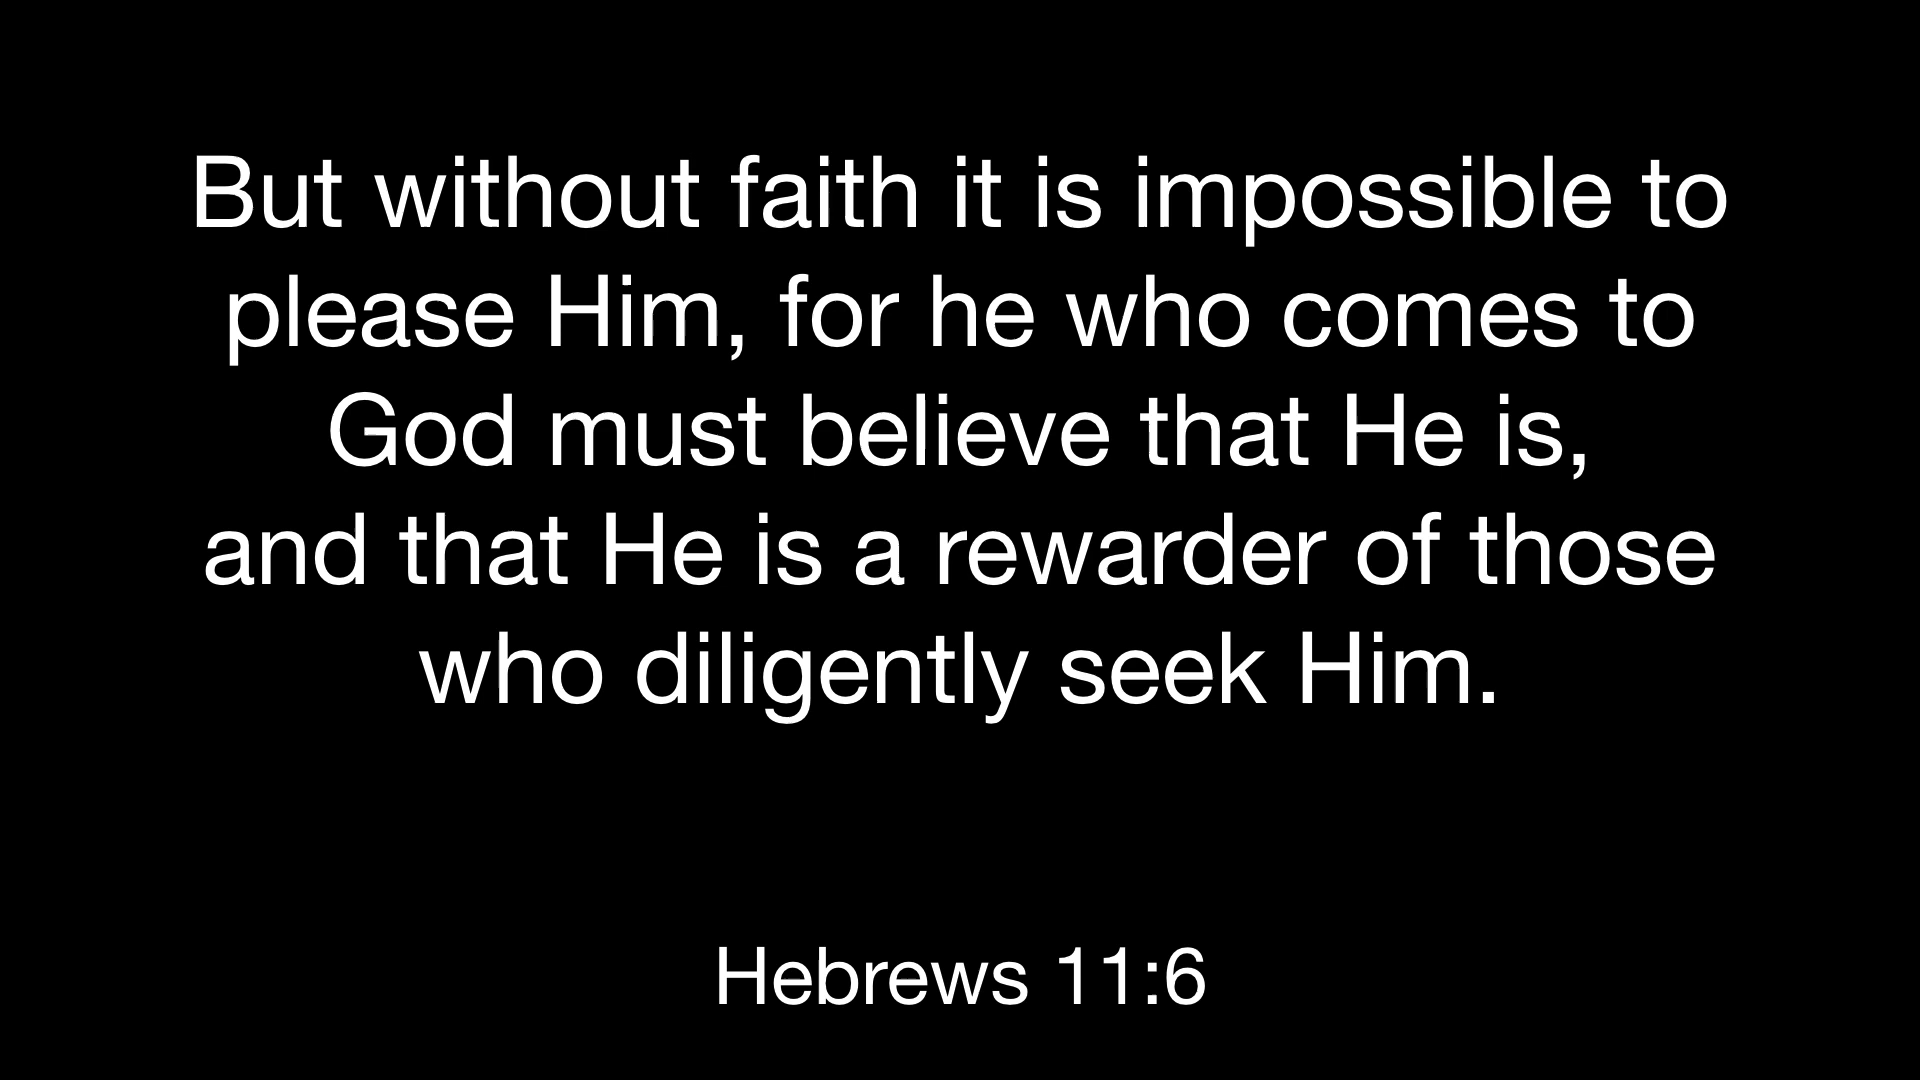 But without faith it is impossible to
please Him, for he who comes to
God must believe that He is,
and that He is a rewarder of those
who diligently seek Him.
Hebrews 11:6